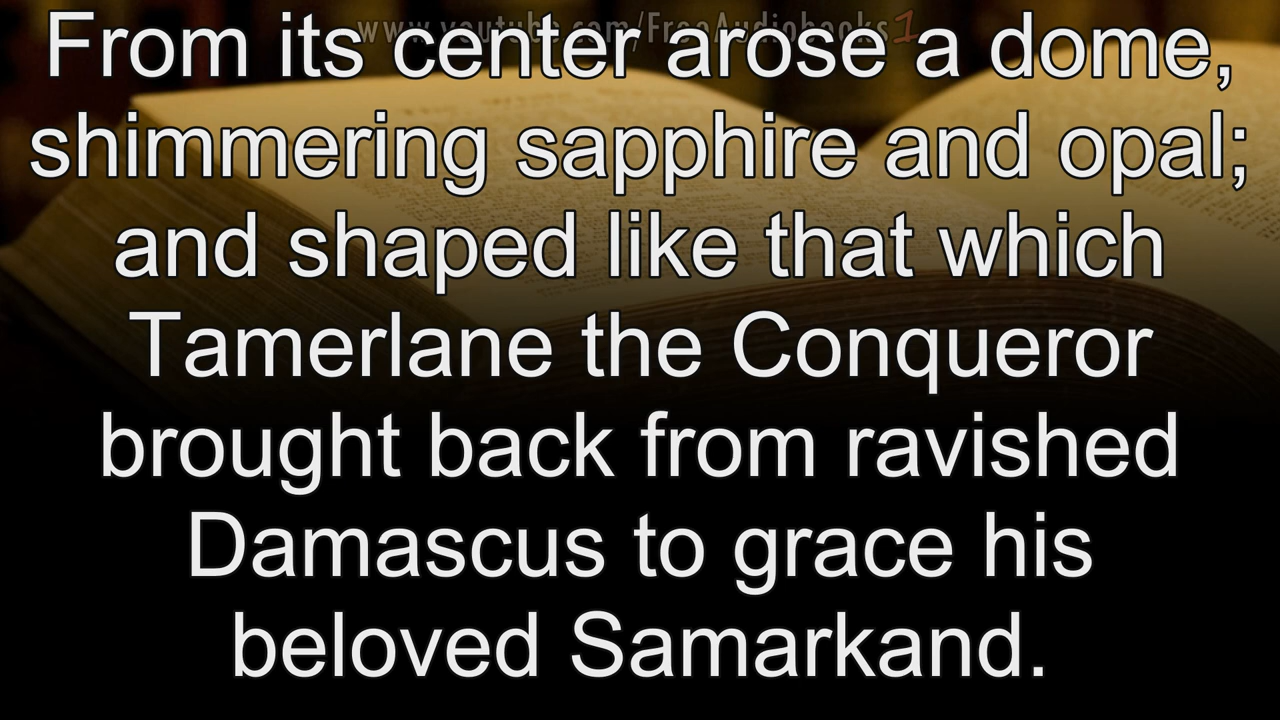 www.youtube.com/FreeAudiobooks1
From its center arose a dome,
shimmering sapphire and opal;
and shaped like that which
Tamerlane the Conqueror
brought back from ravished
Damascus to grace his
beloved Samarkand.